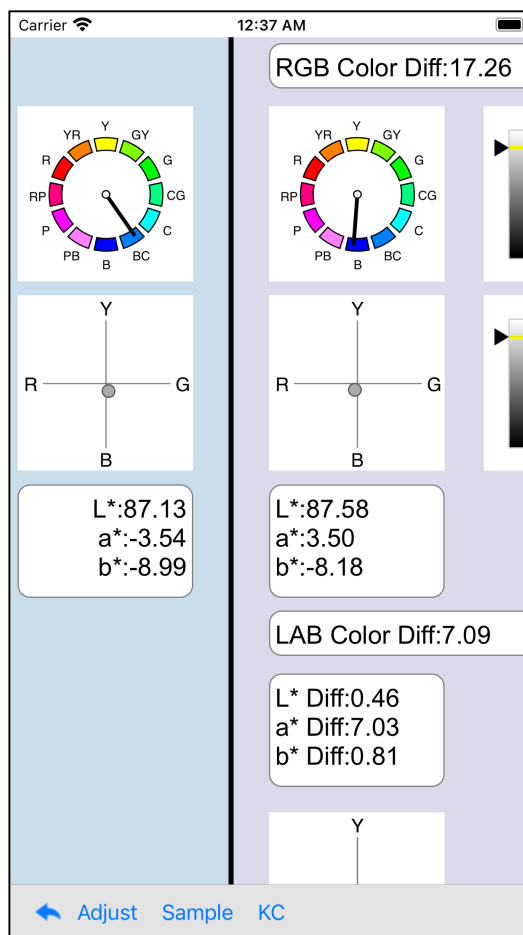 Carrier 12:37 AM
RGB Color Diff:17.26
Y
YR GY
R G
RP CG
P C
PB BC
B
Y
YR GY
R G
RP CG
P C
PB BC
B
Y
R G
B
Y
R G
B
L*:87.13
a*:-3.54
b*:-8.99
L*:87.58
a*:3.50
b*:-8.18
LAB Color Diff:7.09
L* Diff:0.46
a* Diff:7.03
b* Diff:0.81
Y
Adjust Sample KC